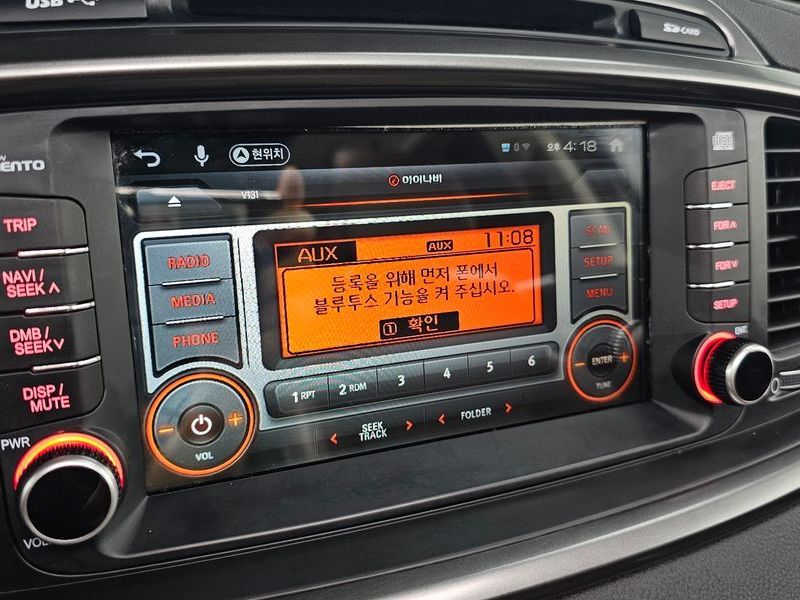 USB
SD-CARD
ENTO
현위치
오후 4:18
아이나비
V131
TRIP
NAVI/
SEEK ∧
DMB/
SEEK ∨
DISP/
MUTE
PWR
VOL
RADIO
MEDIA
PHONE
AUX
AUX
11:08
등록을 위해 먼저 폰에서
블루투스 기능을 켜 주십시오.
① 확인
SCAN
SETUP
MENU
1 RPT
2 RDM
3
4
5
6
- +
VOL
< SEEK TRACK >
< FOLDER >
- ENTER +
TUNE
EJECT
FOR∧
FOR∨
SETUP
ENT.